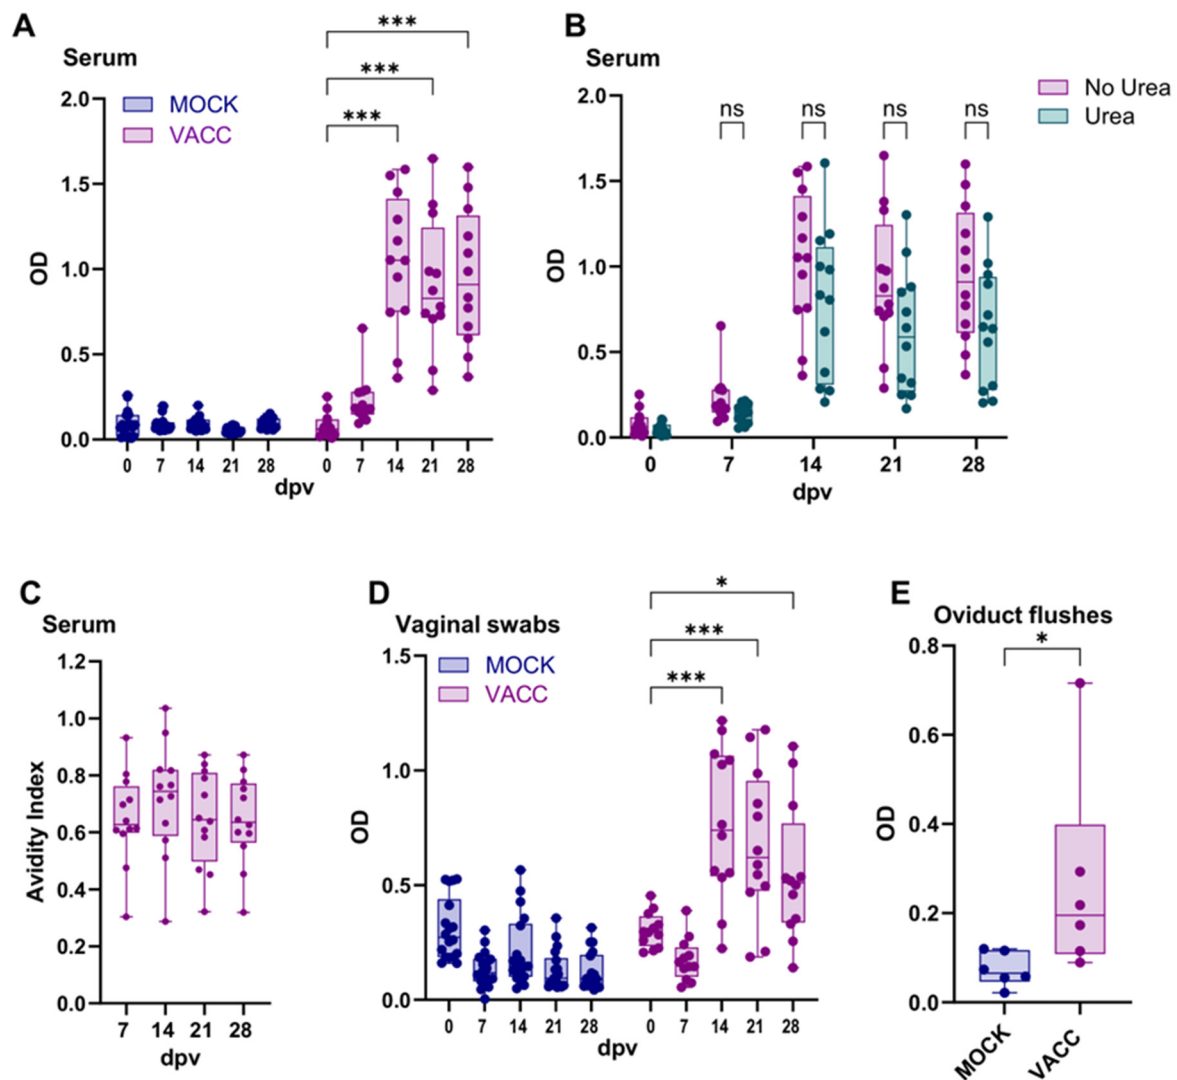 A
Serum
MOCK
VACC
***
***
***
2.0
1.5
1.0
0.5
0.0
OD
0 7 14 21 28 0 7 14 21 28
dpv
B
Serum
No Urea
Urea
ns ns ns ns
2.0
1.5
1.0
0.5
0.0
OD
0 7 14 21 28
dpv
C
Serum
1.2
1.0
0.8
0.6
0.4
0.2
0.0
Avidity Index
7 14 21 28
dpv
D
Vaginal swabs
MOCK
VACC
*
***
***
1.5
1.0
0.5
0.0
OD
0 7 14 21 28 0 7 14 21 28
dpv
E
Oviduct flushes
*
0.8
0.6
0.4
0.2
0.0
OD
MOCK VACC